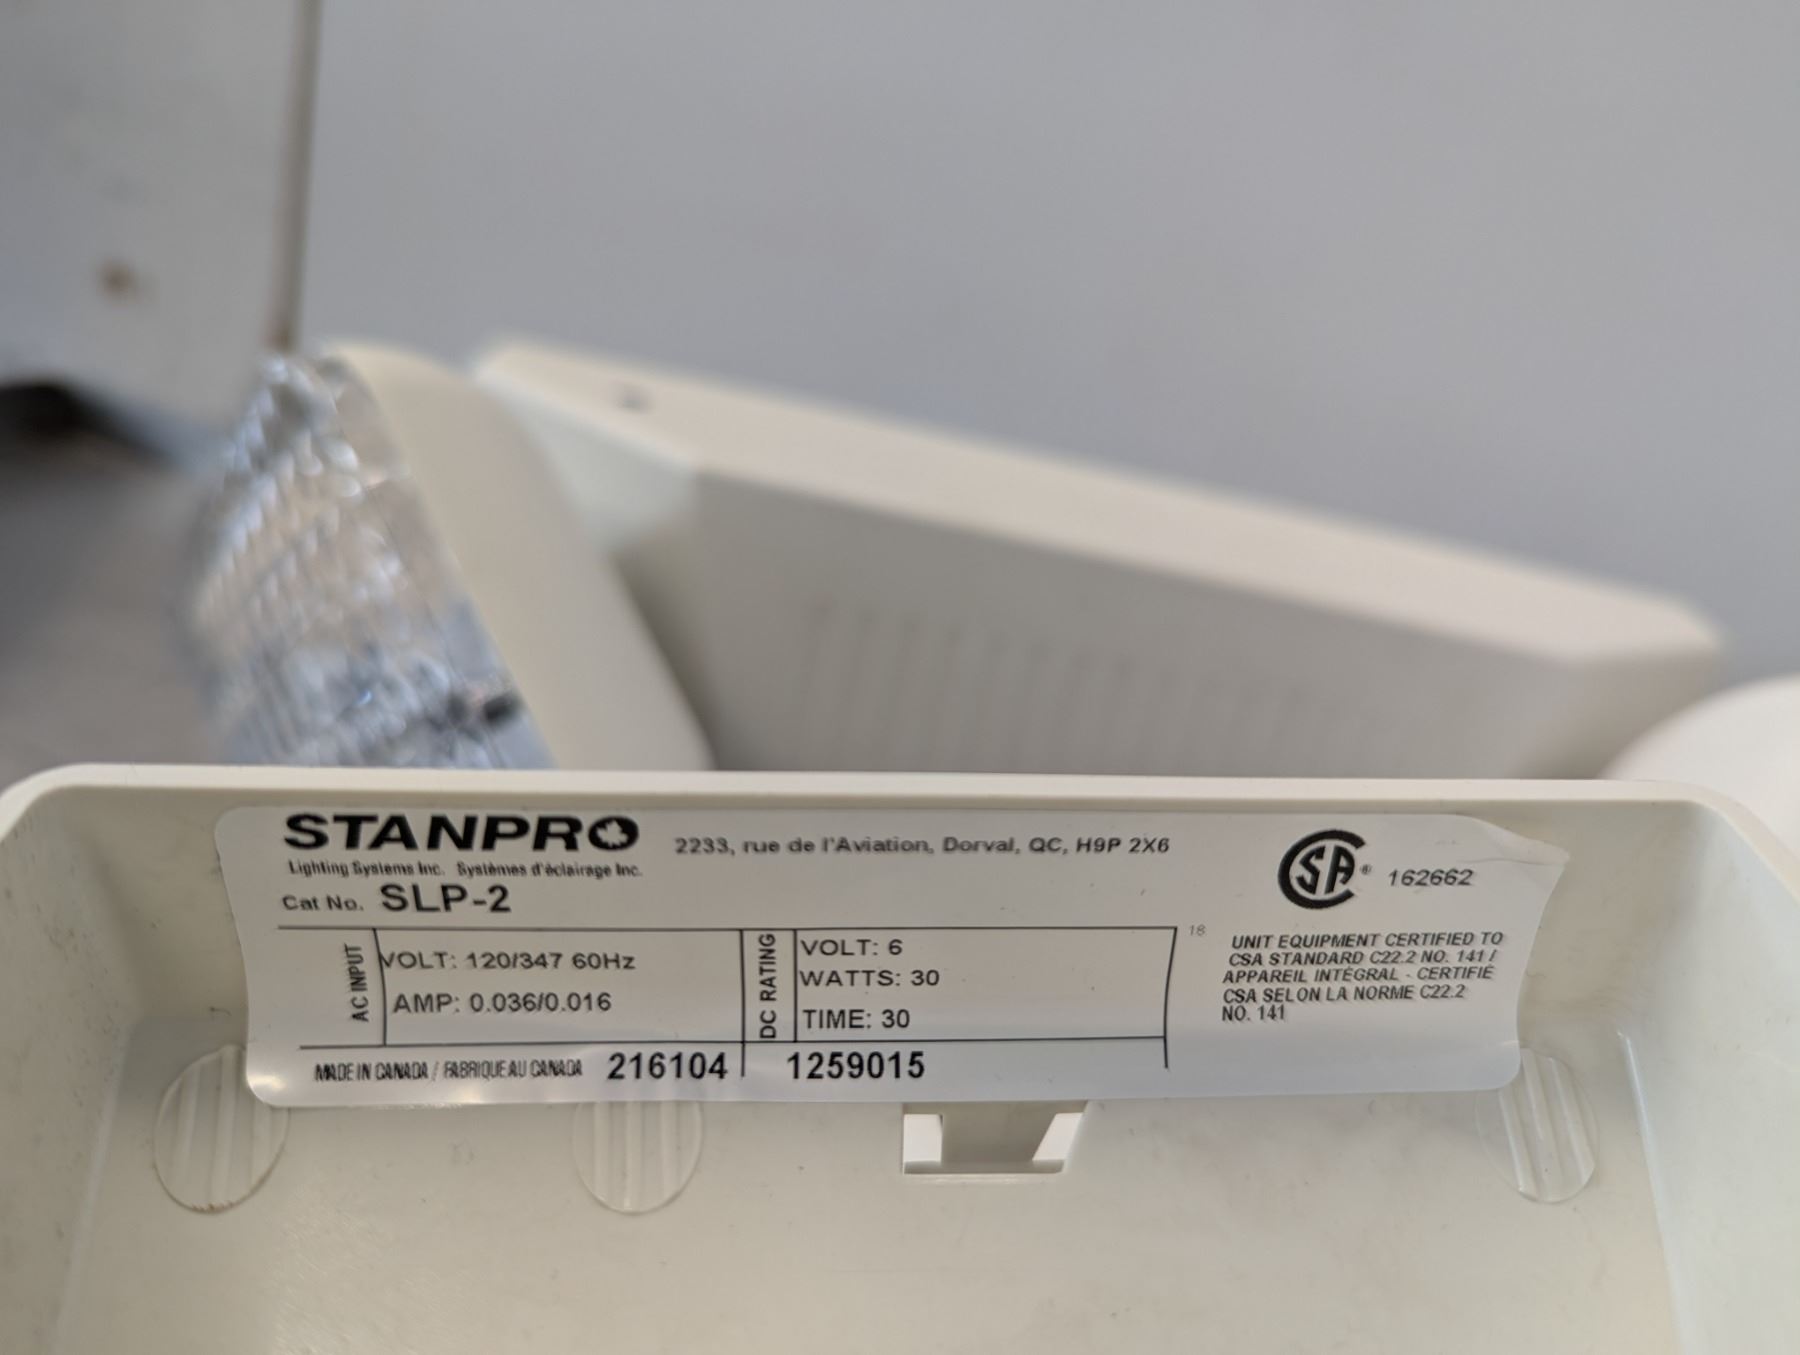 STANPRO
2233, rue de l'Aviation, Dorval, QC, H9P 2X6
Lighting Systems Inc. Systèmes d'éclairage Inc.
Cat No. SLP-2
CSA ® 162662
AC INPUT
VOLT: 120/347 60Hz
AMP: 0.036/0.016
DC RATING
VOLT: 6
WATTS: 30
TIME: 30
18
UNIT EQUIPMENT CERTIFIED TO
CSA STANDARD C22.2 NO. 141 /
APPAREIL INTÉGRAL - CERTIFIÉ
CSA SELON LA NORME C22.2
NO. 141
MADE IN CANADA / FABRIQUE AU CANADA 216104 1259015